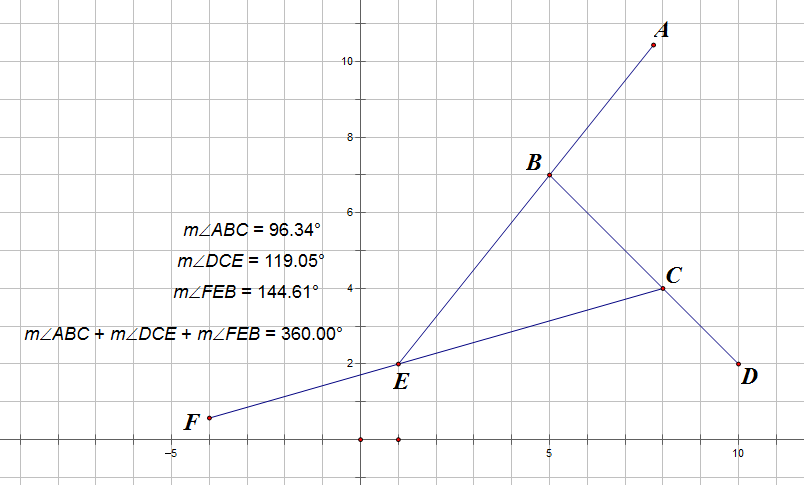 A
10
8
B
6
m∠ABC = 96.34°
m∠DCE = 119.05°
C
m∠FEB = 144.61°
4
m∠ABC + m∠DCE + m∠FEB = 360.00°
2
E
D
F
–5
5
10